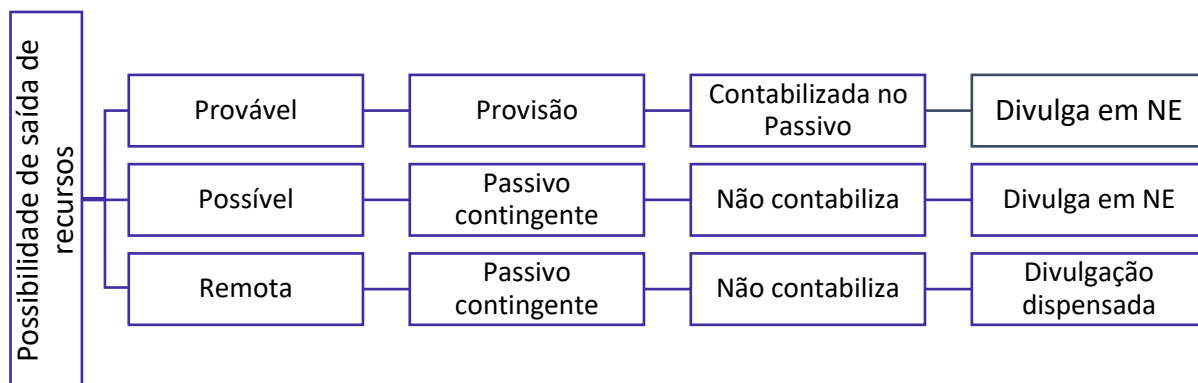 Possibilidade de saída de
recursos
Provável
Provisão
Contabilizada no
Passivo
Divulga em NE
Possível
Passivo
contingente
Não contabiliza
Divulga em NE
Remota
Passivo
contingente
Não contabiliza
Divulgação
dispensada